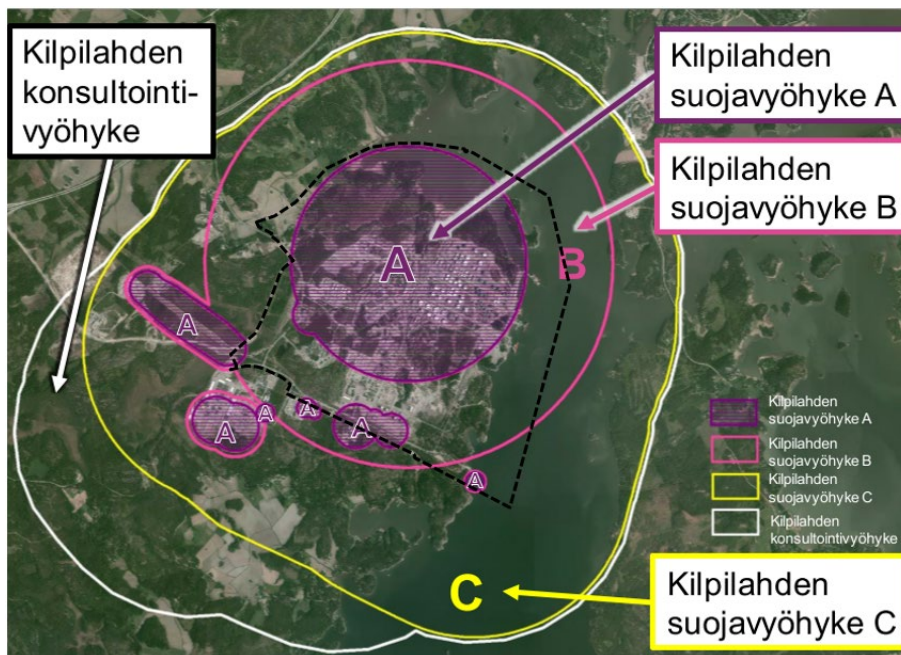 Kilpilahden
konsultointi-
vyöhyke
Kilpilahden
suojavyöhyke A
Kilpilahden
suojavyöhyke B
A
B
A
A
A
A
A
A
C
Kilpilahden
suojavyöhyke A
Kilpilahden
suojavyöhyke B
Kilpilahden
suojavyöhyke C
Kilpilahden
konsultointivyöhyke
Kilpilahden
suojavyöhyke C